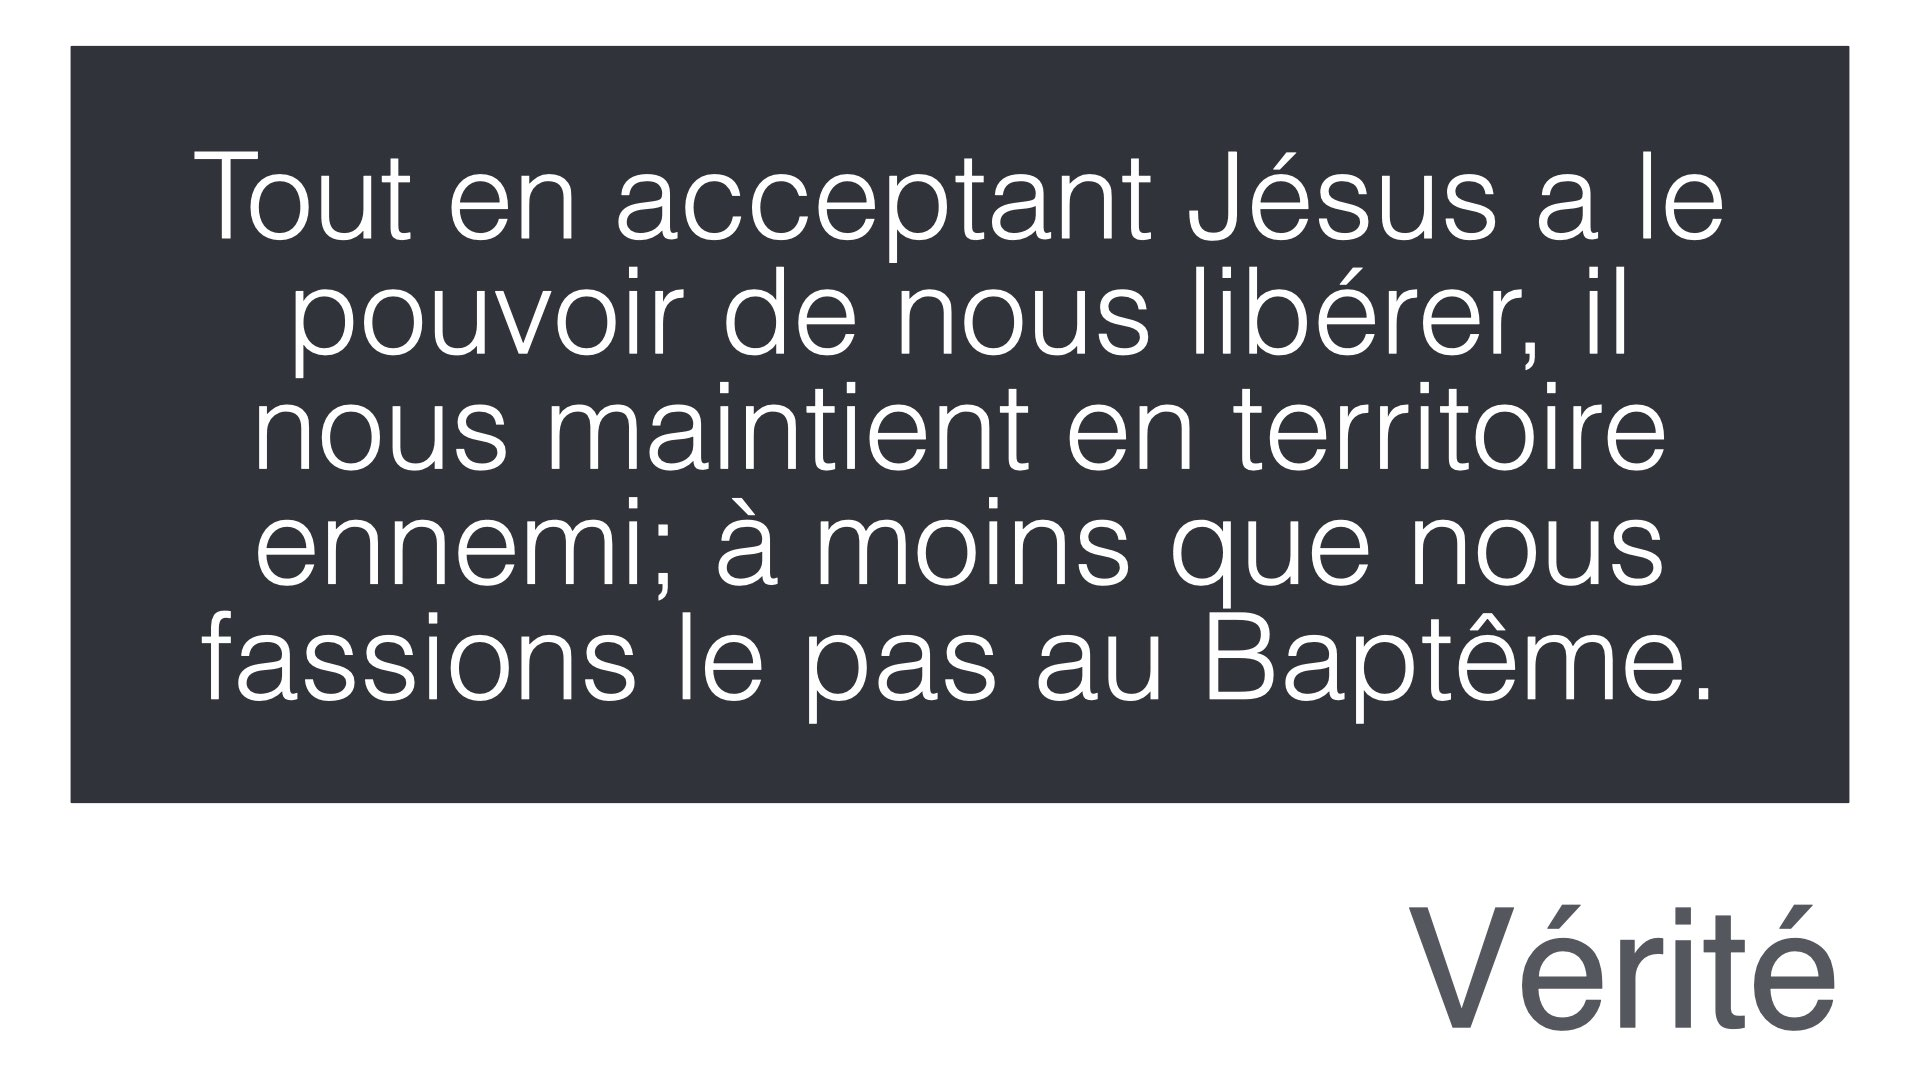 Tout en acceptant Jésus a le
pouvoir de nous libérer, il
nous maintient en territoire
ennemi; à moins que nous
fassions le pas au Baptême.
Vérité